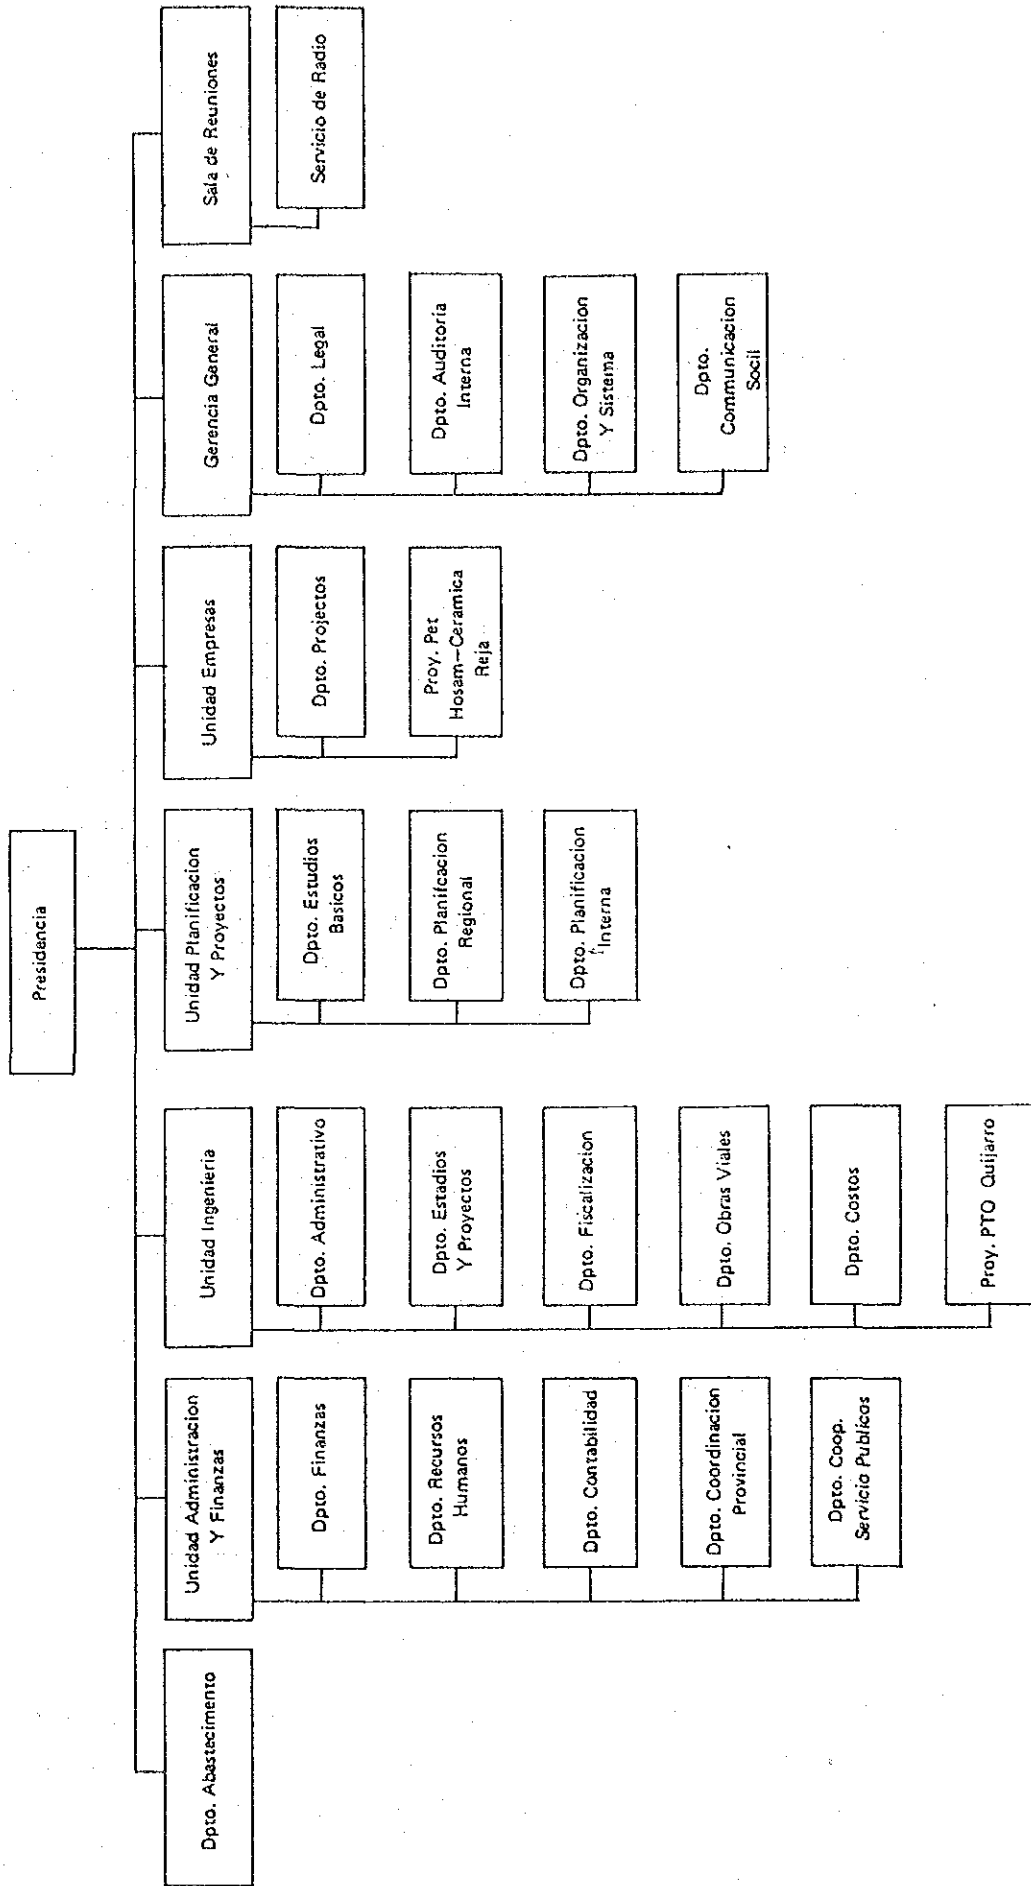 Presidencia
Dpto. Abastecimento
Unidad Administracion
Y Finanzas
Dpto. Finanzas
Dpto. Recursos
Humanos
Dpto. Contabilidad
Dpto. Coordinacion
Provincial
Dpto. Coop.
Servicio Publicos
Unidad Ingenieria
Dpto. Administrativo
Dpto. Estadios
Y Proyectos
Dpto. Fiscalizacion
Dpto. Obras Viales
Dpto. Costos
Proy. PTO Quijarro
Unidad Planificacion
Y Proyectos
Dpto. Estudios
Basicos
Dpto. Planifcacion
Regional
Dpto. Planificacion
Interna
Unidad Empresas
Dpto. Projectos
Proy. Pet
Hosam—Ceramica
Reja
Gerencia General
Dpto. Legal
Dpto. Auditoria
Interna
Dpto. Organizacion
Y Sistema
Dpto.
Communicacion
Socil
Sala de Reuniones
Servicio de Radio